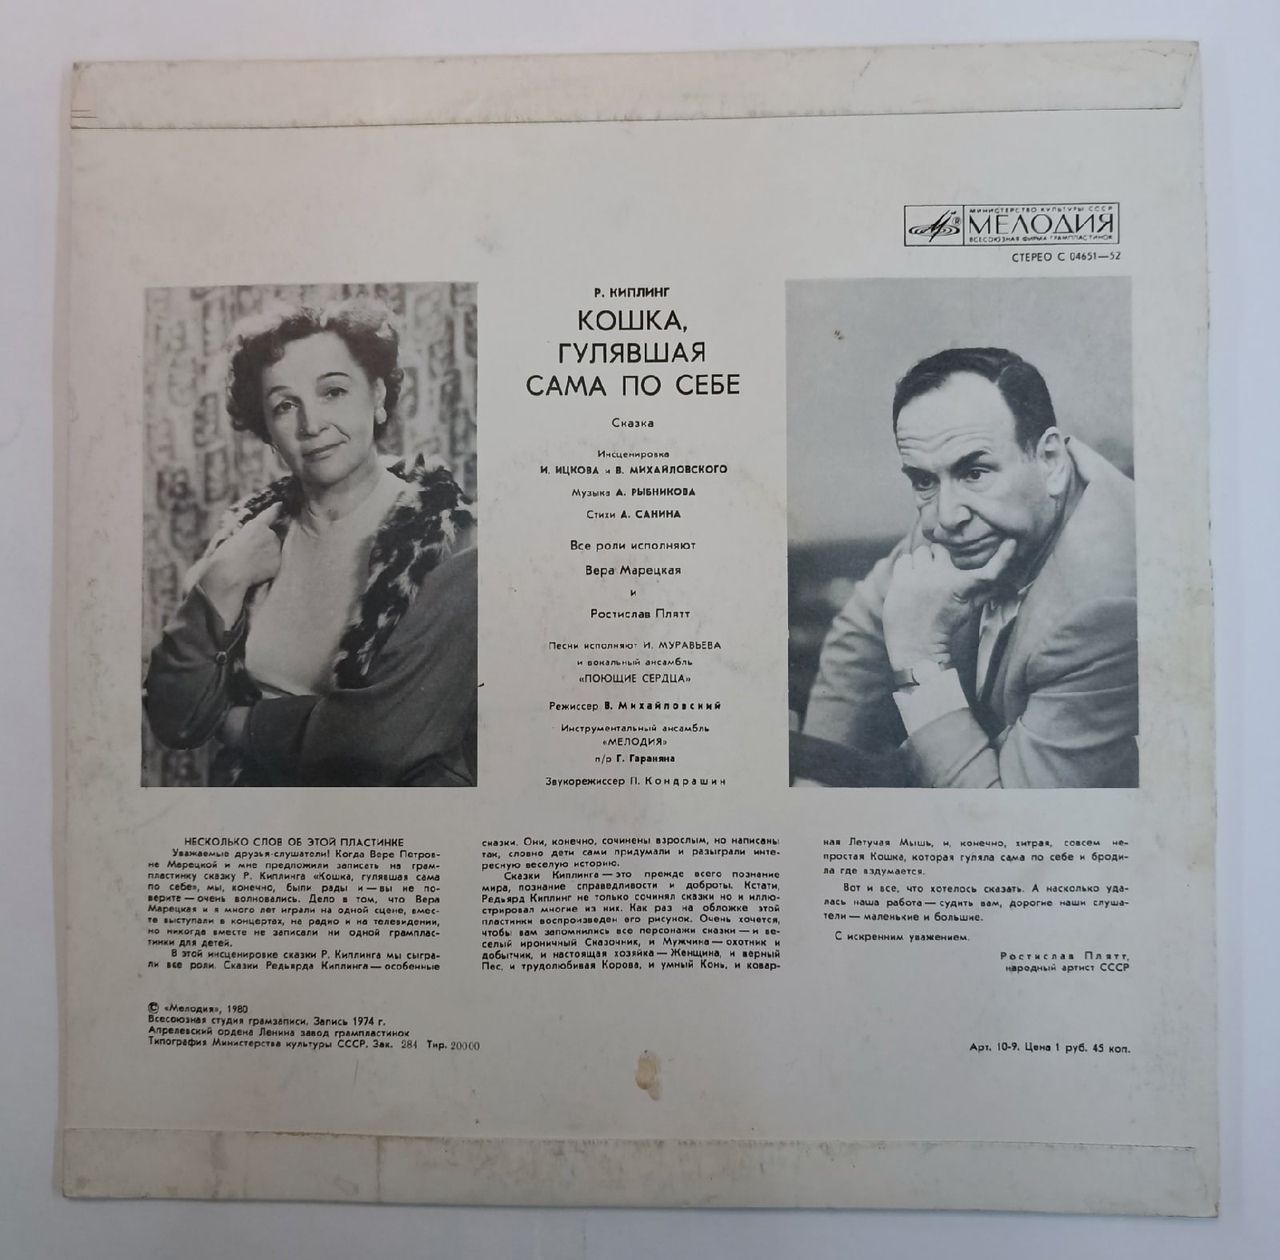 МИНИСТЕРСТВО КУЛЬТУРЫ СССР
МЕЛОДИЯ
ВСЕСОЮЗНАЯ ФИРМА ГРАМПЛАСТИНОК
СТЕРЕО С 04651—52
Р. КИПЛИНГ
КОШКА,
ГУЛЯВШАЯ
САМА ПО СЕБЕ
Сказка
Инсценировка
И. ИЦКОВА и В. МИХАЙЛОВСКОГО
Музыка А. РЫБНИКОВА
Стихи А. САНИНА
Все роли исполняют
Вера Марецкая
и
Ростислав Плятт
Песни исполняют И. МУРАВЬЕВА
и вокальный ансамбль
«ПОЮЩИЕ СЕРДЦА»
Режиссер В. Михайловский
Инструментальный ансамбль
«МЕЛОДИЯ»
п/р Г. Гараняна
Звукорежиссер П. Кондрашин
НЕСКОЛЬКО СЛОВ ОБ ЭТОЙ ПЛАСТИНКЕ
Уважаемые друзья-слушатели! Когда Вере Петров-
не Марецкой и мне предложили записать на грам-
пластинку сказку Р. Киплинга «Кошка, гулявшая сама
по себе», мы, конечно, были рады и — вы не по-
верите — очень волновались. Дело в том, что Вера
Марецкая и я много лет играли на одной сцене, вмес-
те выступали в концертах, на радио и на телевидении,
но никогда вместе не записали ни одной грамплас-
тинки для детей.
В этой инсценировке сказки Р. Киплинга мы сыгра-
ли все роли. Сказки Редьярда Киплинга — особенные
сказки. Они, конечно, сочинены взрослым, но написаны
так, словно дети сами придумали и разыграли инте-
ресную веселую историю.
Сказки Киплинга — это прежде всего познание
мира, познание справедливости и доброты. Кстати,
Редьярд Киплинг не только сочинял сказки но и иллю-
стрировал многие из них. Как раз на обложке этой
пластинки воспроизведен его рисунок. Очень хочется,
чтобы вам запомнились все персонажи сказки — и ве-
селый ироничный Сказочник, и Мужчина — охотник и
добытчик, и настоящая хозяйка — Женщина, и верный
Пес, и трудолюбивая Корова, и умный Конь, и ковар-
ная Летучая Мышь, и, конечно, хитрая, совсем не-
простая Кошка, которая гуляла сама по себе и броди-
ла где вздумается.
Вот и все, что хотелось сказать. А насколько уда-
лась наша работа — судить вам, дорогие наши слуша-
тели — маленькие и большие.
С искренним уважением.
Ростислав Плятт,
народный артист СССР
© «Мелодия», 1980
Всесоюзная студия грамзаписи. Запись 1974 г.
Апрелевский ордена Ленина завод грампластинок
Типография Министерства культуры СССР. Зак. 284 Тир. 20000
Арт. 10-9. Цена 1 руб. 45 коп.